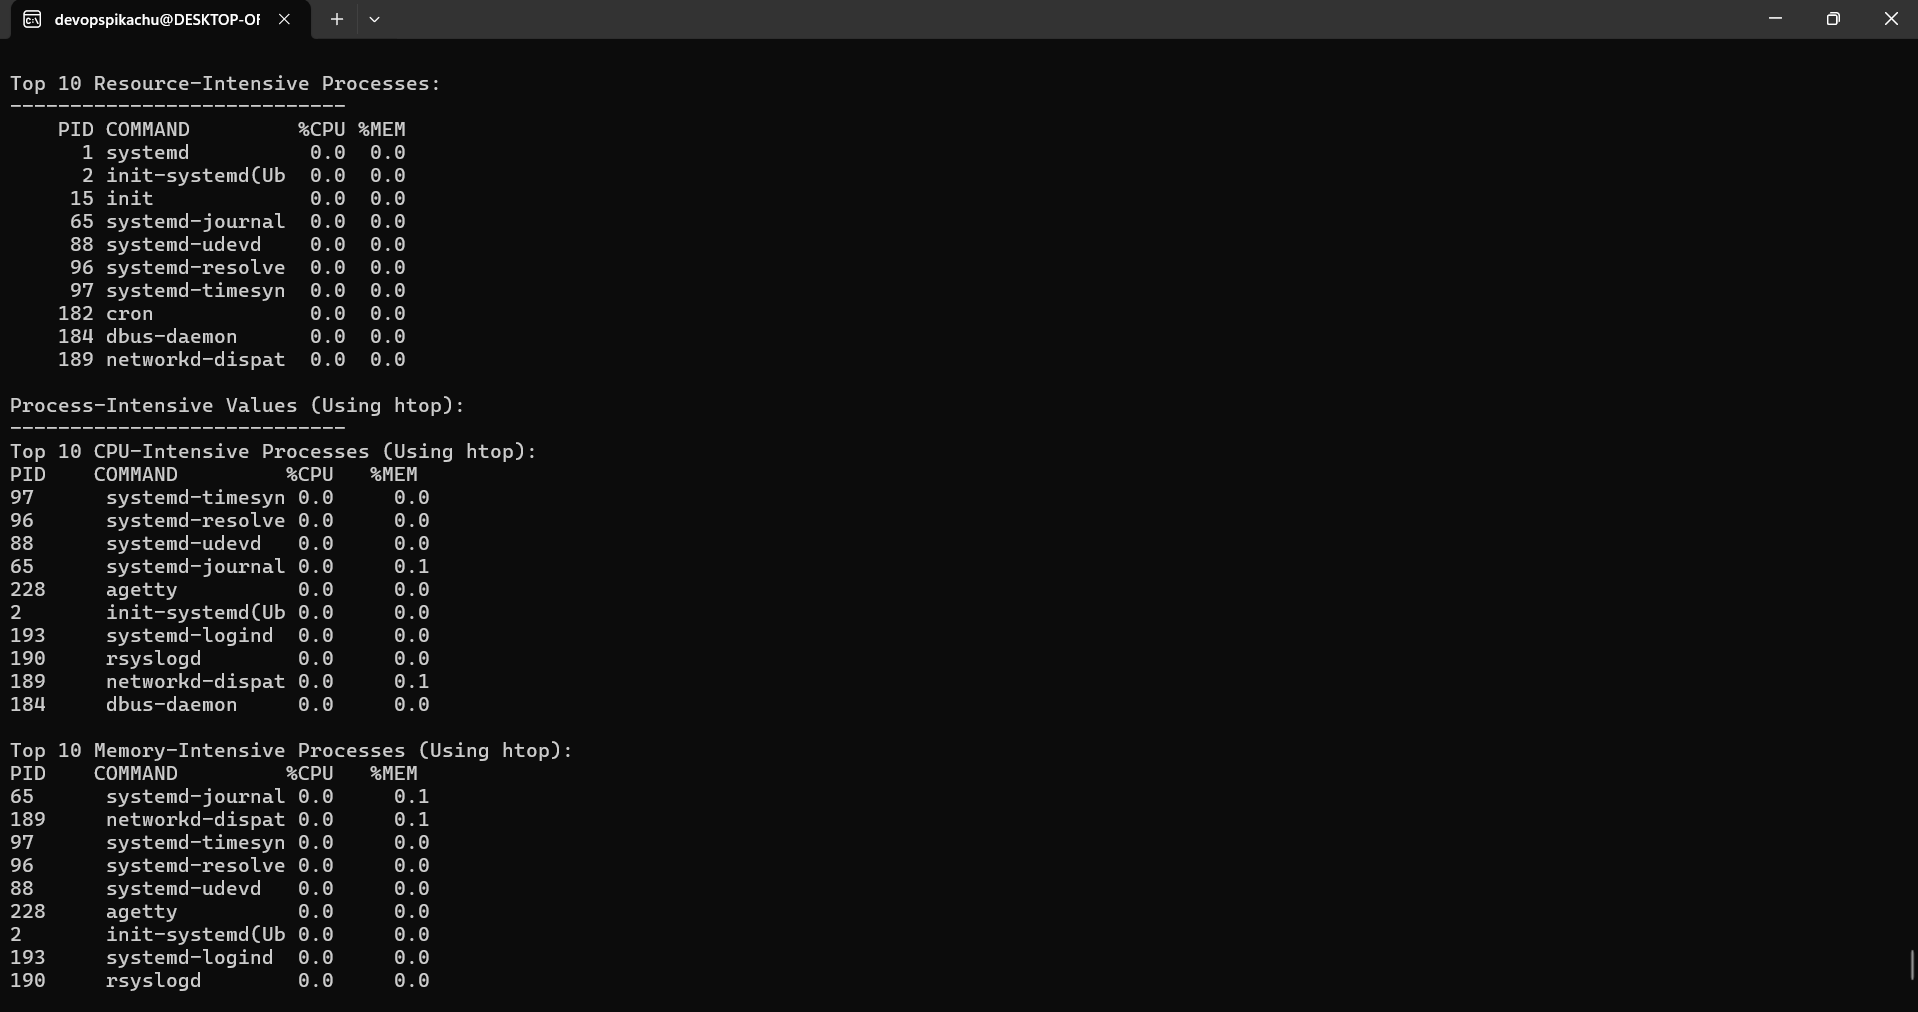 devopspikachu@DESKTOP-OF
Top 10 Resource-Intensive Processes:
----------------------------
    PID COMMAND         %CPU %MEM
      1 systemd          0.0  0.0
      2 init-systemd(Ub  0.0  0.0
     15 init             0.0  0.0
     65 systemd-journal  0.0  0.0
     88 systemd-udevd    0.0  0.0
     96 systemd-resolve  0.0  0.0
     97 systemd-timesyn  0.0  0.0
    182 cron             0.0  0.0
    184 dbus-daemon      0.0  0.0
    189 networkd-dispat  0.0  0.0
Process-Intensive Values (Using htop):
----------------------------
Top 10 CPU-Intensive Processes (Using htop):
PID    COMMAND         %CPU   %MEM
97      systemd-timesyn 0.0     0.0
96      systemd-resolve 0.0     0.0
88      systemd-udevd   0.0     0.0
65      systemd-journal 0.0     0.1
228     agetty          0.0     0.0
2       init-systemd(Ub 0.0     0.0
193     systemd-logind  0.0     0.0
190     rsyslogd        0.0     0.0
189     networkd-dispat 0.0     0.1
184     dbus-daemon     0.0     0.0
Top 10 Memory-Intensive Processes (Using htop):
PID    COMMAND         %CPU   %MEM
65      systemd-journal 0.0     0.1
189     networkd-dispat 0.0     0.1
97      systemd-timesyn 0.0     0.0
96      systemd-resolve 0.0     0.0
88      systemd-udevd   0.0     0.0
228     agetty          0.0     0.0
2       init-systemd(Ub 0.0     0.0
193     systemd-logind  0.0     0.0
190     rsyslogd        0.0     0.0